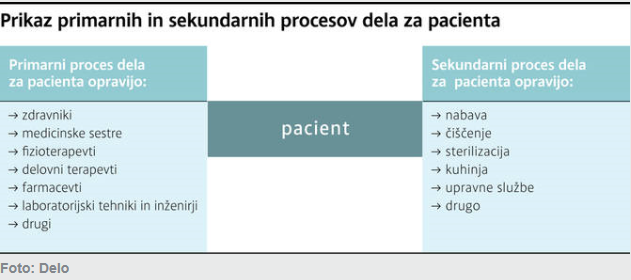 Prikaz primarnih in sekundarnih procesov dela za pacienta
Primarni proces dela
za pacienta opravijo:
→ zdravniki
→ medicinske sestre
→ fizioterapevti
→ delovni terapevti
→ farmacevti
→ laboratorijski tehniki in inženirji
→ drugi
pacient
Sekundarni proces dela
za pacienta opravijo:
→ nabava
→ čiščenje
→ sterilizacija
→ kuhinja
→ upravne službe
→ drugo
Foto: Delo